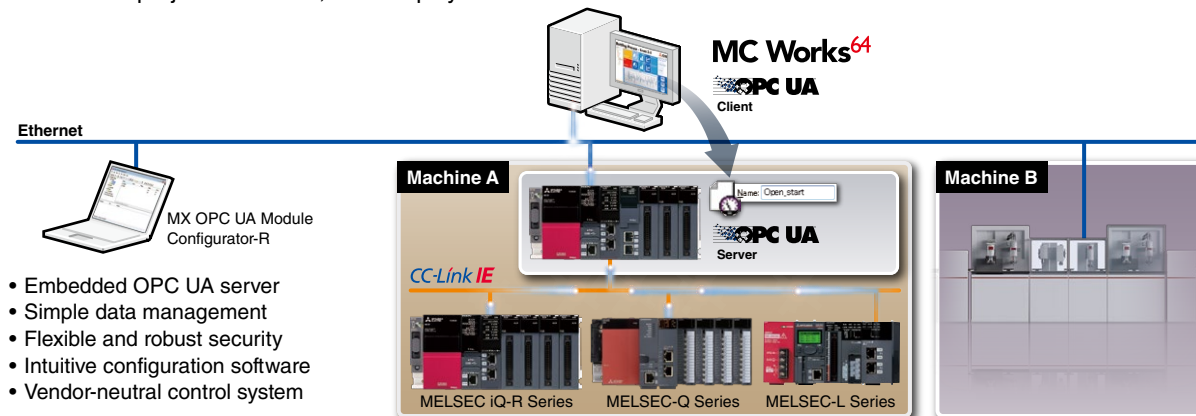 MC Works64
OPC UA
Client
Ethernet
Machine A
Name: Open_start
Machine B
MX OPC UA Module
Configurator-R
OPC UA
Server
CC-Link IE
• Embedded OPC UA server
• Simple data management
• Flexible and robust security
• Intuitive configuration software
• Vendor-neutral control system
MELSEC iQ-R Series
MELSEC-Q Series
MELSEC-L Series